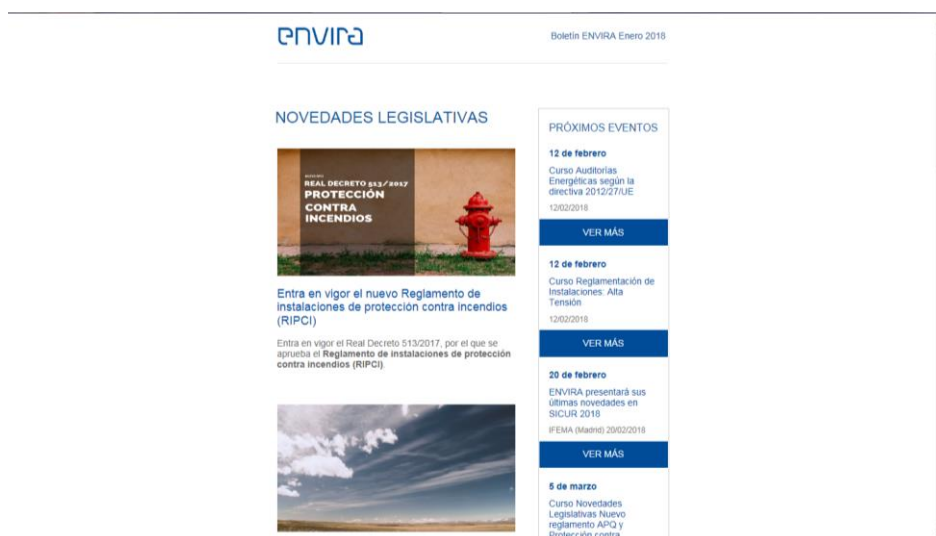 envira
Boletín ENVIRA Enero 2018
NOVEDADES LEGISLATIVAS
REAL DECRETO 513/2017
PROTECCIÓN
CONTRA
INCENDIOS
Entra en vigor el nuevo Reglamento de
instalaciones de protección contra incendios
(RIPCI)
Entra en vigor el Real Decreto 513/2017, por el que se
aprueba el Reglamento de instalaciones de protección
contra incendios (RIPCI).
PRÓXIMOS EVENTOS
12 de febrero
Curso Auditorías
Energéticas según la
directiva 2012/27/UE
12/02/2018
VER MÁS
12 de febrero
Curso Reglamentación de
Instalaciones: Alta
Tensión
12/02/2018
VER MÁS
20 de febrero
ENVIRA presentará sus
últimas novedades en
SICUR 2018
IFEMA (Madrid) 20/02/2018
VER MÁS
5 de marzo
Curso Novedades
Legislativas Nuevo
reglamento APQ y
Protección contra